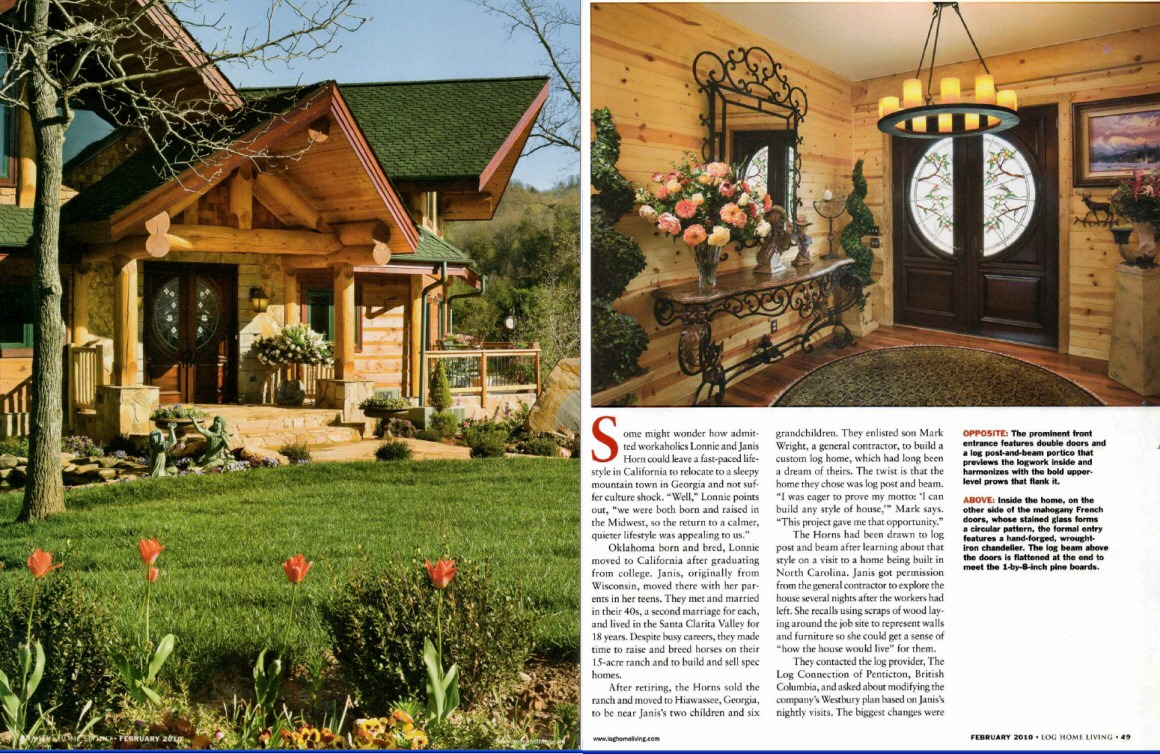 HOME LIVING • FEBRUARY 2010
Some might wonder how admit-
ted workaholics Lonnie and Janis
Horn could leave a fast-paced life-
style in California to relocate to a sleepy
mountain town in Georgia and not suf-
fer culture shock. “Well,” Lonnie points
out, “we were both born and raised in
the Midwest, so the return to a calmer,
quieter lifestyle was appealing to us.”
Oklahoma born and bred, Lonnie
moved to California after graduating
from college. Janis, originally from
Wisconsin, moved there with her par-
ents in her teens. They met and married
in their 40s, a second marriage for each,
and lived in the Santa Clarita Valley for
18 years. Despite busy careers, they made
time to raise and breed horses on their
15-acre ranch and to build and sell spec
homes.
After retiring, the Horns sold the
ranch and moved to Hiawassee, Georgia,
to be near Janis’s two children and six
grandchildren. They enlisted son Mark
Wright, a general contractor, to build a
custom log home, which had long been
a dream of theirs. The twist is that the
home they chose was log post and beam.
“I was eager to prove my motto: ‘I can
build any style of house,’” Mark says.
“This project gave me that opportunity.”
The Horns had been drawn to log
post and beam after learning about that
style on a visit to a home being built in
North Carolina. Janis got permission
from the general contractor to explore the
house several nights after the workers had
left. She recalls using scraps of wood lay-
ing around the job site to represent walls
and furniture so she could get a sense of
“how the house would live” for them.
They contacted the log provider, The
Log Connection of Penticton, British
Columbia, and asked about modifying the
company’s Westbury plan based on Janis’s
nightly visits. The biggest changes were
OPPOSITE: The prominent front
entrance features double doors and
a log post-and-beam portico that
previews the logwork inside and
harmonizes with the bold upper-
level prows that flank it.
ABOVE: Inside the home, on the
other side of the mahogany French
doors, whose stained glass forms
a circular pattern, the formal entry
features a hand-forged, wrought-
iron chandelier. The log beam above
the doors is flattened at the end to
meet the 1-by-8-inch pine boards.
www.loghomeliving.com
FEBRUARY 2010 • LOG HOME LIVING • 49